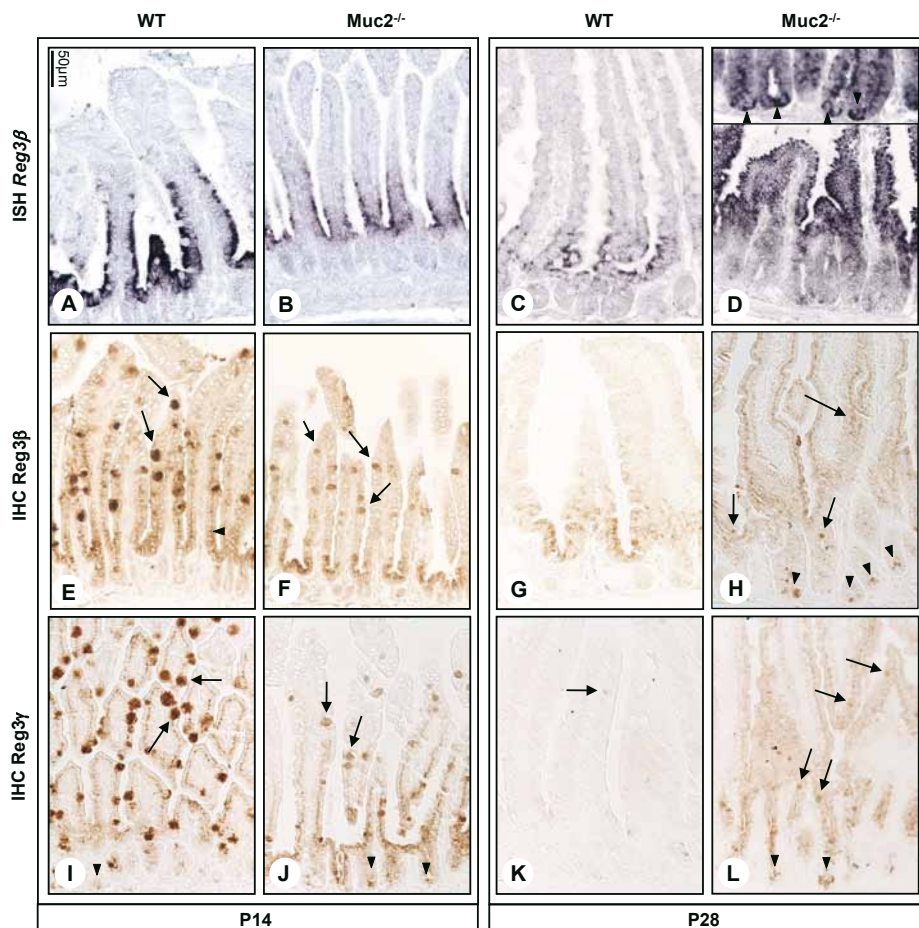 WT Muc2⁻/⁻ WT Muc2⁻/⁻
50µm
ISH Reg3β
A B C D
IHC Reg3β
E F G H
IHC Reg3γ
I J K L
P14 P28